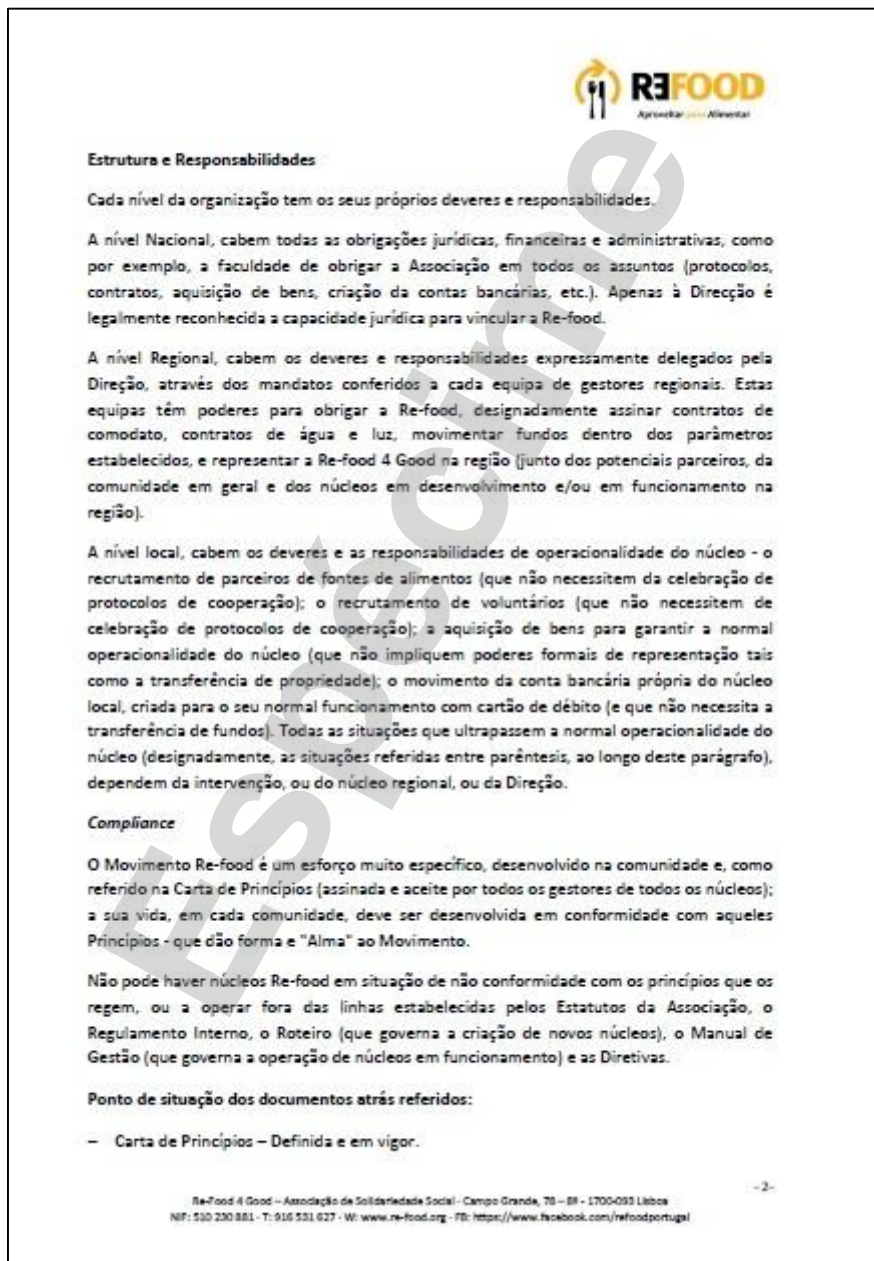 REFOOD
Aproveitar para Alimentar
Estrutura e Responsabilidades
Cada nível da organização tem os seus próprios deveres e responsabilidades.
A nível Nacional, cabem todas as obrigações jurídicas, financeiras e administrativas, como
por exemplo, a faculdade de obrigar a Associação em todos os assuntos (protocolos,
contratos, aquisição de bens, criação da contas bancárias, etc.). Apenas à Direcção é
legalmente reconhecida a capacidade jurídica para vincular a Re-food.
A nível Regional, cabem os deveres e responsabilidades expressamente delegados pela
Direção, através dos mandatos conferidos a cada equipa de gestores regionais. Estas
equipas têm poderes para obrigar a Re-food, designadamente assinar contratos de
comodato, contratos de água e luz, movimentar fundos dentro dos parâmetros
estabelecidos, e representar a Re-food 4 Good na região (junto dos potenciais parceiros, da
comunidade em geral e dos núcleos em desenvolvimento e/ou em funcionamento na
região).
A nível local, cabem os deveres e as responsabilidades de operacionalidade do núcleo - o
recrutamento de parceiros de fontes de alimentos (que não necessitem da celebração de
protocolos de cooperação); o recrutamento de voluntários (que não necessitem de
celebração de protocolos de cooperação); a aquisição de bens para garantir a normal
operacionalidade do núcleo (que não impliquem poderes formais de representação tais
como a transferência de propriedade); o movimento da conta bancária própria do núcleo
local, criada para o seu normal funcionamento com cartão de débito (e que não necessita a
transferência de fundos). Todas as situações que ultrapassem a normal operacionalidade do
núcleo (designadamente, as situações referidas entre parêntesis, ao longo deste parágrafo),
dependem da intervenção, ou do núcleo regional, ou da Direção.
Compliance
O Movimento Re-food é um esforço muito específico, desenvolvido na comunidade e, como
referido na Carta de Princípios (assinada e aceite por todos os gestores de todos os núcleos);
a sua vida, em cada comunidade, deve ser desenvolvida em conformidade com aqueles
Princípios - que dão forma e "Alma" ao Movimento.
Não pode haver núcleos Re-food em situação de não conformidade com os princípios que os
regem, ou a operar fora das linhas estabelecidas pelos Estatutos da Associação, o
Regulamento Interno, o Roteiro (que governa a criação de novos núcleos), o Manual de
Gestão (que governa a operação de núcleos em funcionamento) e as Diretivas.
Ponto de situação dos documentos atrás referidos:
– Carta de Princípios – Definida e em vigor.
- 2-
Re-Food 4 Good – Associação de Solidariedade Social - Campo Grande, 78 – - 1700-093 Lisboa
NIF: 510 230 881 - T: 916 531 627 - W: www.re-food.org - FB: https://www.facebook.com/refoodportugal
Espécime